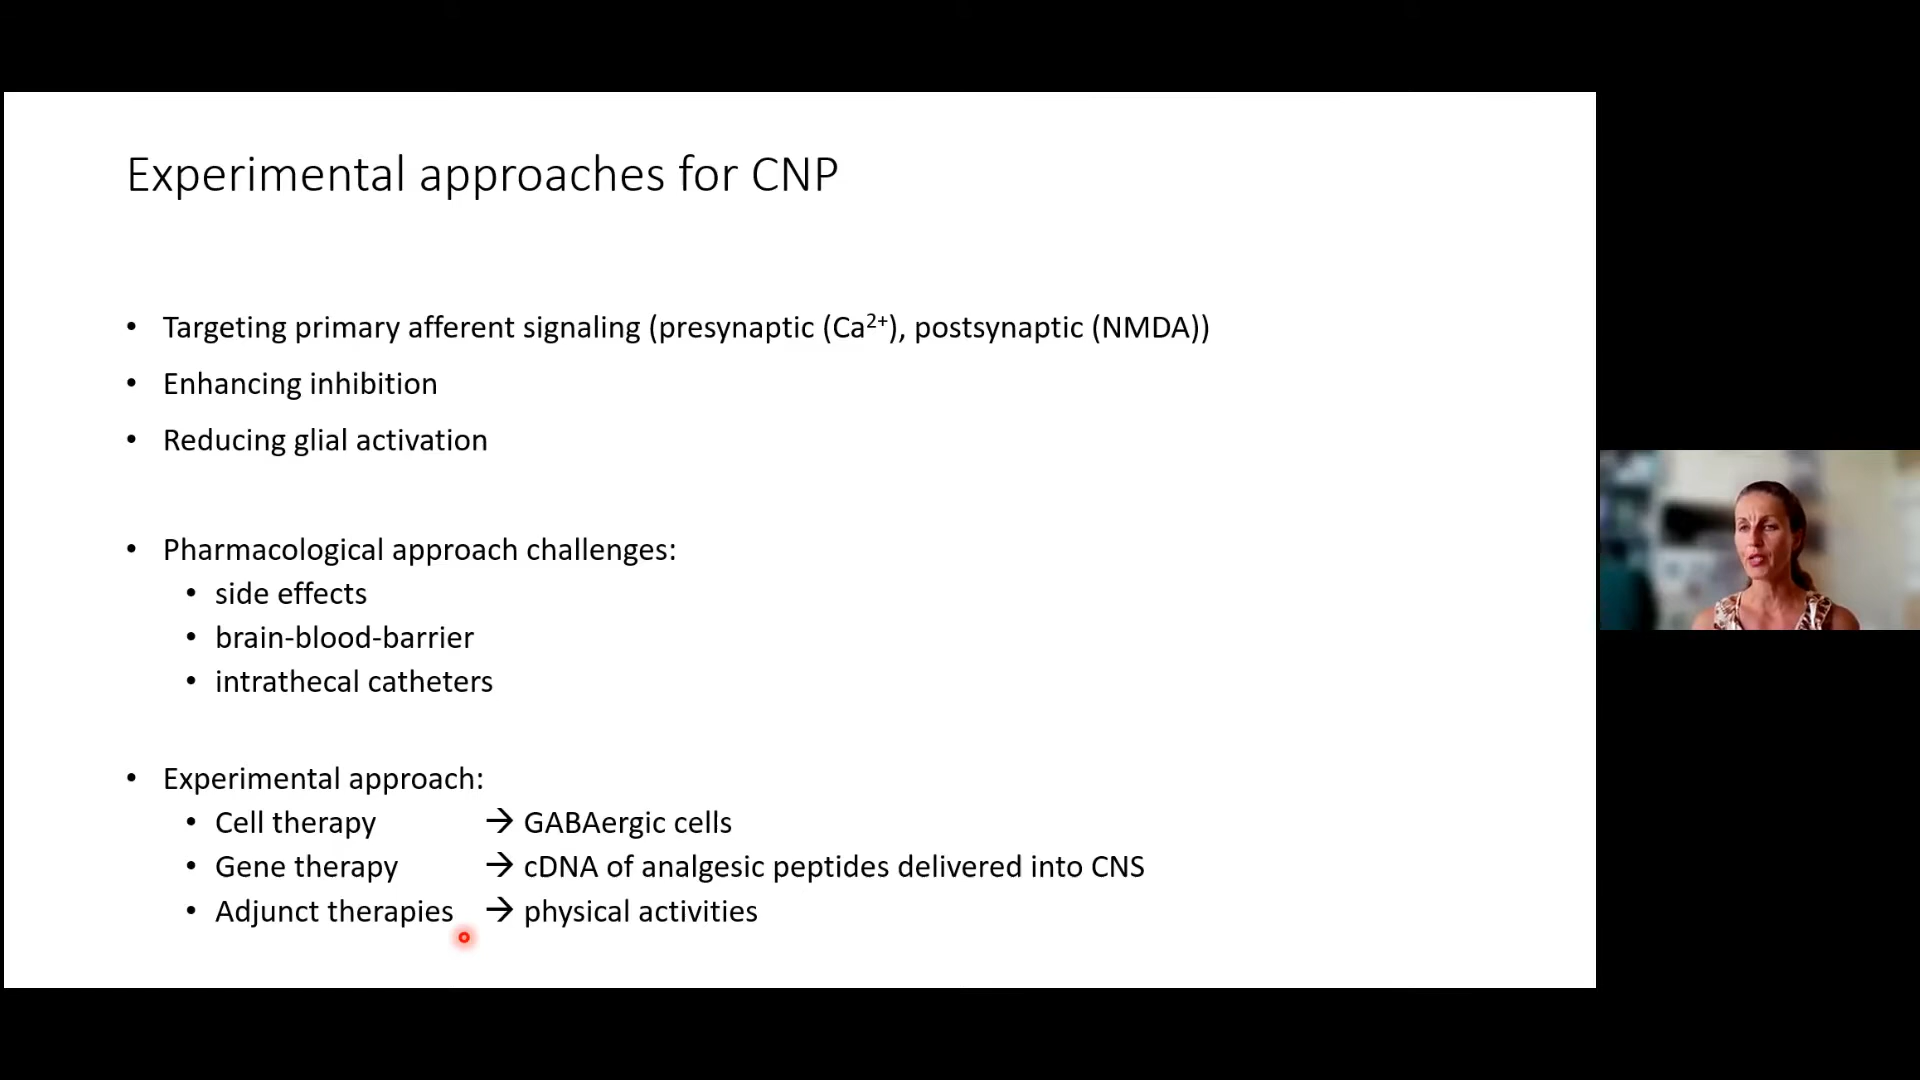 Experimental approaches for CNP
• Targeting primary afferent signaling (presynaptic (Ca²⁺), postsynaptic (NMDA))
• Enhancing inhibition
• Reducing glial activation
• Pharmacological approach challenges:
• side effects
• brain-blood-barrier
• intrathecal catheters
• Experimental approach:
• Cell therapy → GABAergic cells
• Gene therapy → cDNA of analgesic peptides delivered into CNS
• Adjunct therapies → physical activities